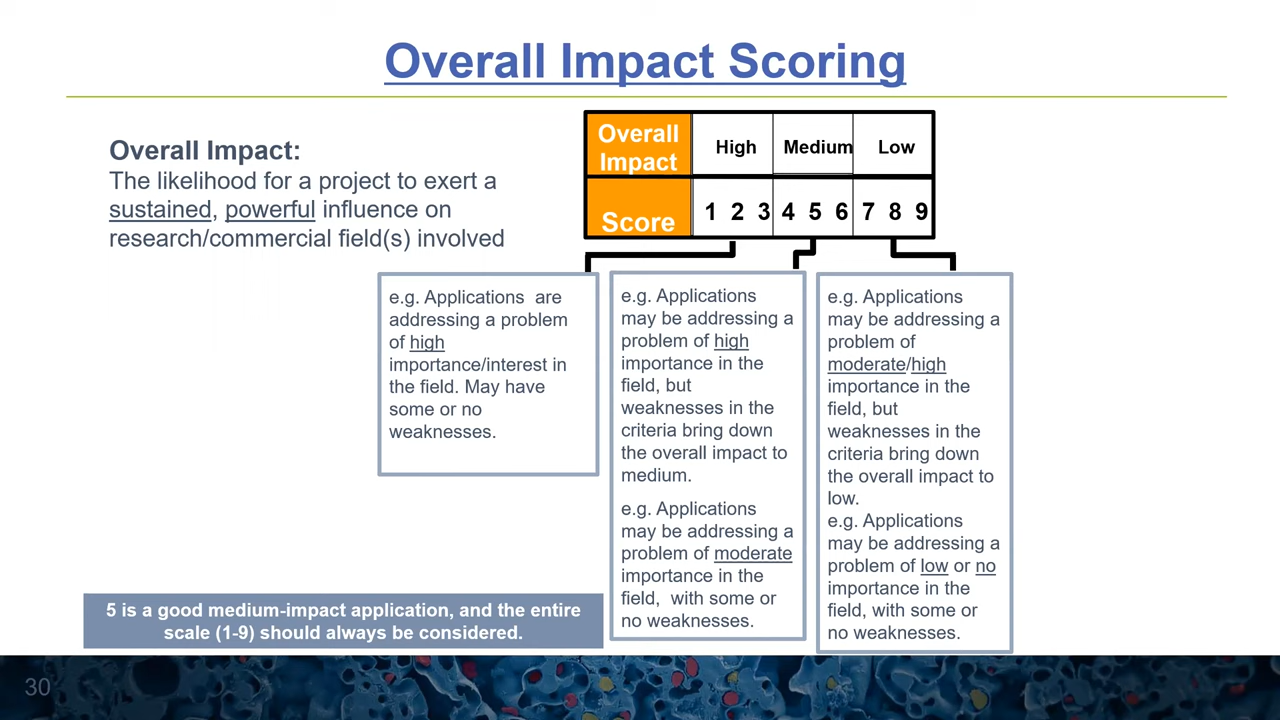 Overall Impact Scoring
Overall Impact:
The likelihood for a project to exert a
sustained, powerful influence on
research/commercial field(s) involved
Overall
Impact
High
Medium
Low
Score
1 2 3
4 5 6
7 8 9
e.g. Applications are
addressing a problem
of high
importance/interest in
the field. May have
some or no
weaknesses.
e.g. Applications
may be addressing a
problem of high
importance in the
field, but
weaknesses in the
criteria bring down
the overall impact to
medium.
e.g. Applications
may be addressing a
problem of moderate
importance in the
field, with some or
no weaknesses.
e.g. Applications
may be addressing a
problem of
moderate/high
importance in the
field, but
weaknesses in the
criteria bring down
the overall impact to
low.
e.g. Applications
may be addressing a
problem of low or no
importance in the
field, with some or
no weaknesses.
5 is a good medium-impact application, and the entire
scale (1-9) should always be considered.
30